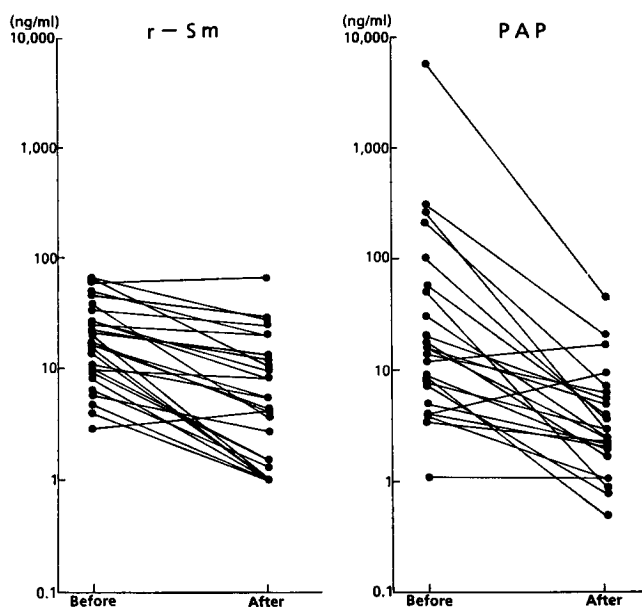 (ng/ml)
r - Sm
10,000
1,000
100
10
1
0.1
Before
After
(ng/ml)
PAP
10,000
1,000
100
10
1
0.1
Before
After